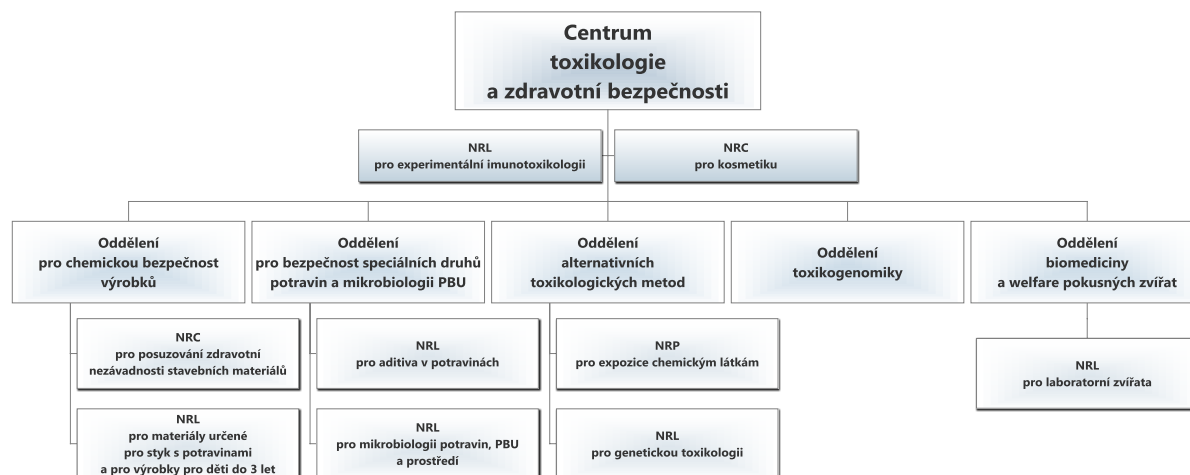 Centrum
toxikologie
a zdravotní bezpečnosti
NRL
pro experimentální imunotoxikologii
NRC
pro kosmetiku
Oddělení
pro chemickou bezpečnost
výrobků
Oddělení
pro bezpečnost speciálních druhů
potravin a mikrobiologii PBU
Oddělení
alternativních
toxikologických metod
Oddělení
toxikogenomiky
Oddělení
biomediciny
a welfare pokusných zvířat
NRC
pro posuzování zdravotní
nezávadnosti stavebních materiálů
NRL
pro aditiva v potravinách
NRP
pro expozice chemickým látkám
NRL
pro laboratorní zvířata
NRL
pro materiály určené
pro styk s potravinami
a pro výrobky pro děti do 3 let
NRL
pro mikrobiologii potravin, PBU
a prostředí
NRL
pro genetickou toxikologii